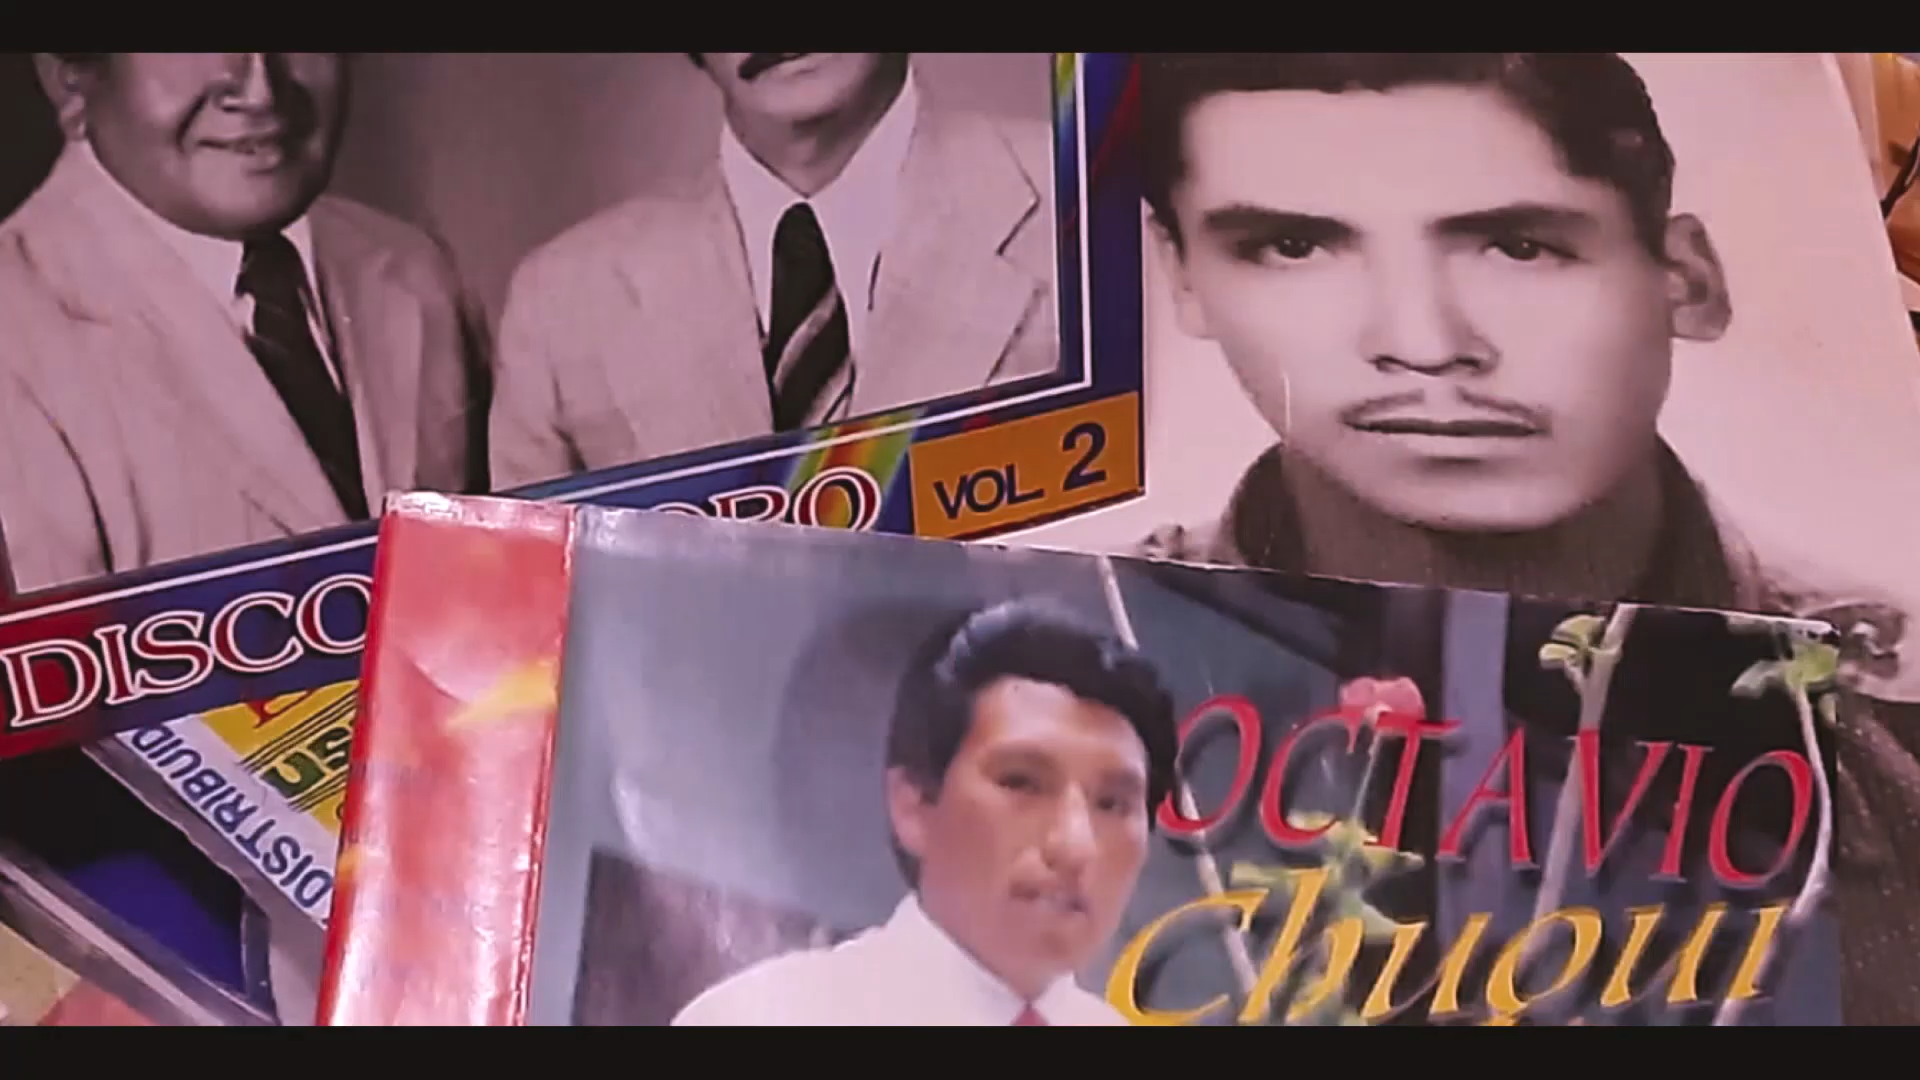 DISCO ORO
VOL. 2
DISTRIBUID
OCTAVIO
Chuqui